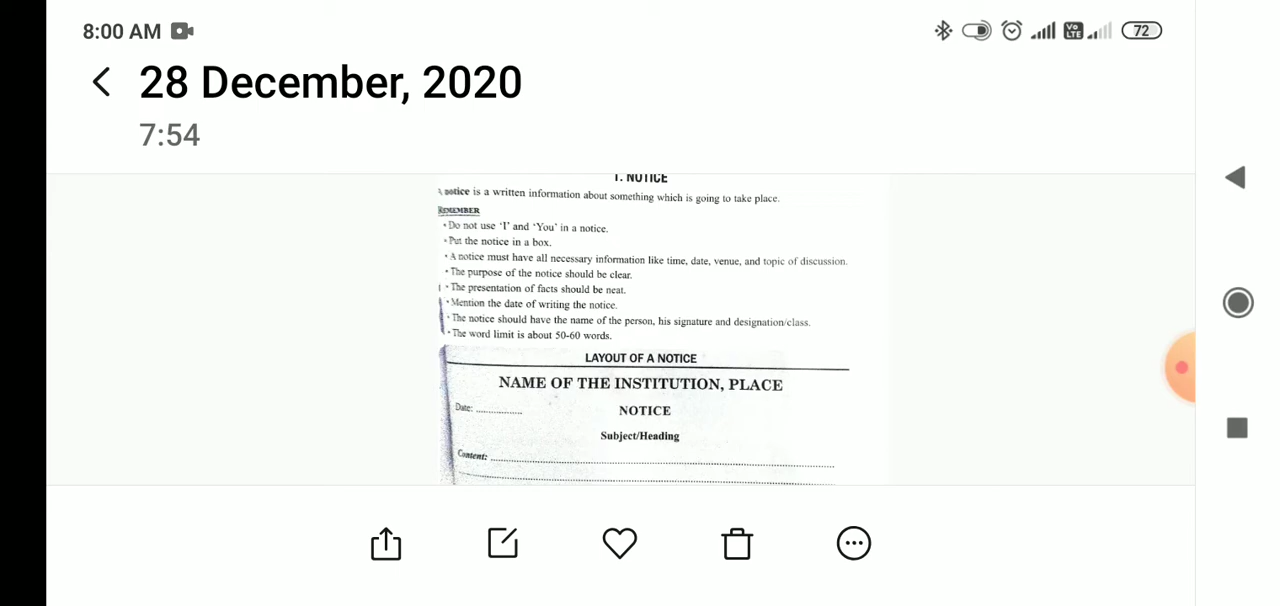 8:00 AM
Vo LTE
72
28 December, 2020
7:54
1. NOTICE
A notice is a written information about something which is going to take place.
REMEMBER
• Do not use 'I' and 'You' in a notice.
• Put the notice in a box.
• A notice must have all necessary information like time, date, venue, and topic of discussion.
• The purpose of the notice should be clear.
• The presentation of facts should be neat.
• Mention the date of writing the notice.
• The notice should have the name of the person, his signature and designation/class.
• The word limit is about 50-60 words.
LAYOUT OF A NOTICE
NAME OF THE INSTITUTION, PLACE
Date: ............... NOTICE
Subject/Heading
Content: ...............